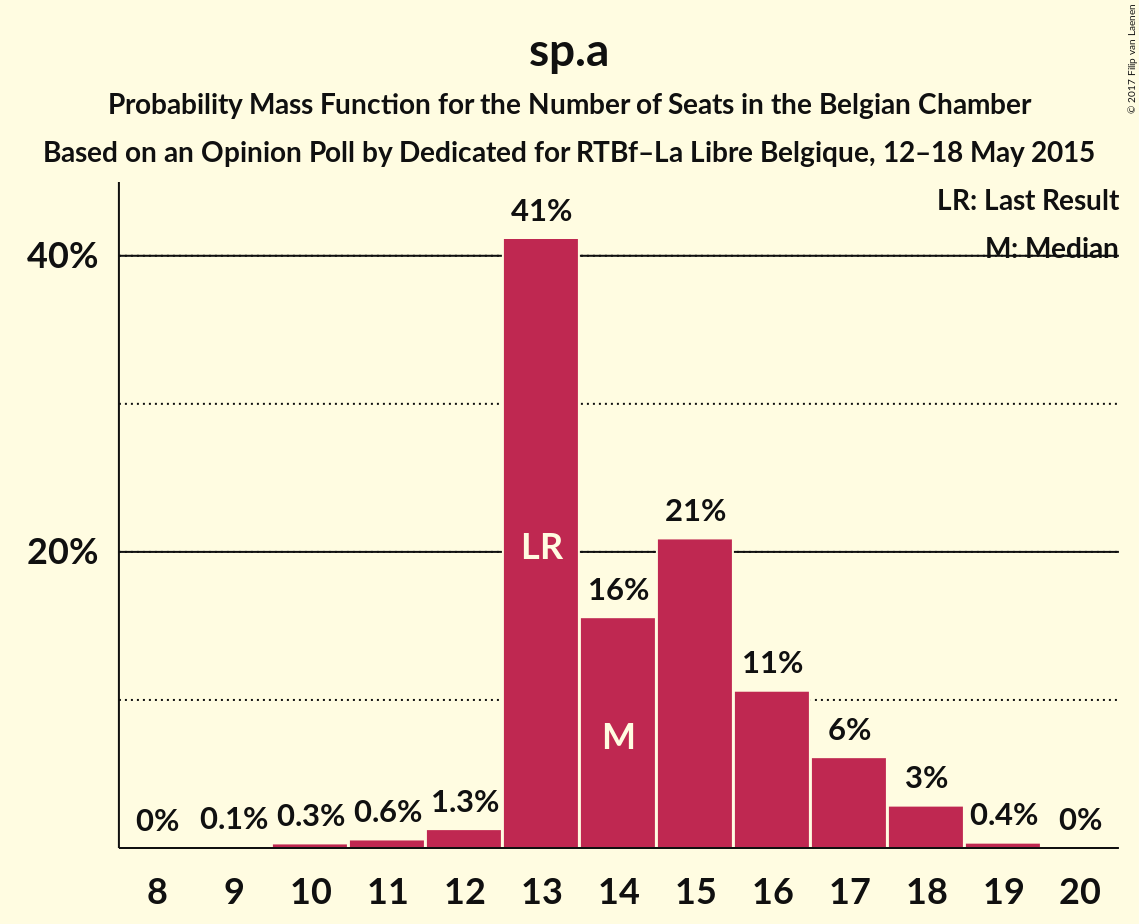 sp.a
Probability Mass Function for the Number of Seats in the Belgian Chamber
Based on an Opinion Poll by Dedicated for RTBf–La Libre Belgique, 12–18 May 2015
© 2017 Filip van Laenen
LR: Last Result
M: Median
41%
40%
21%
20%
LR
16%
11%
M
6%
3%
1.3%
0% 0.1% 0.3% 0.6% 0.4% 0%
8 9 10 11 12 13 14 15 16 17 18 19 20